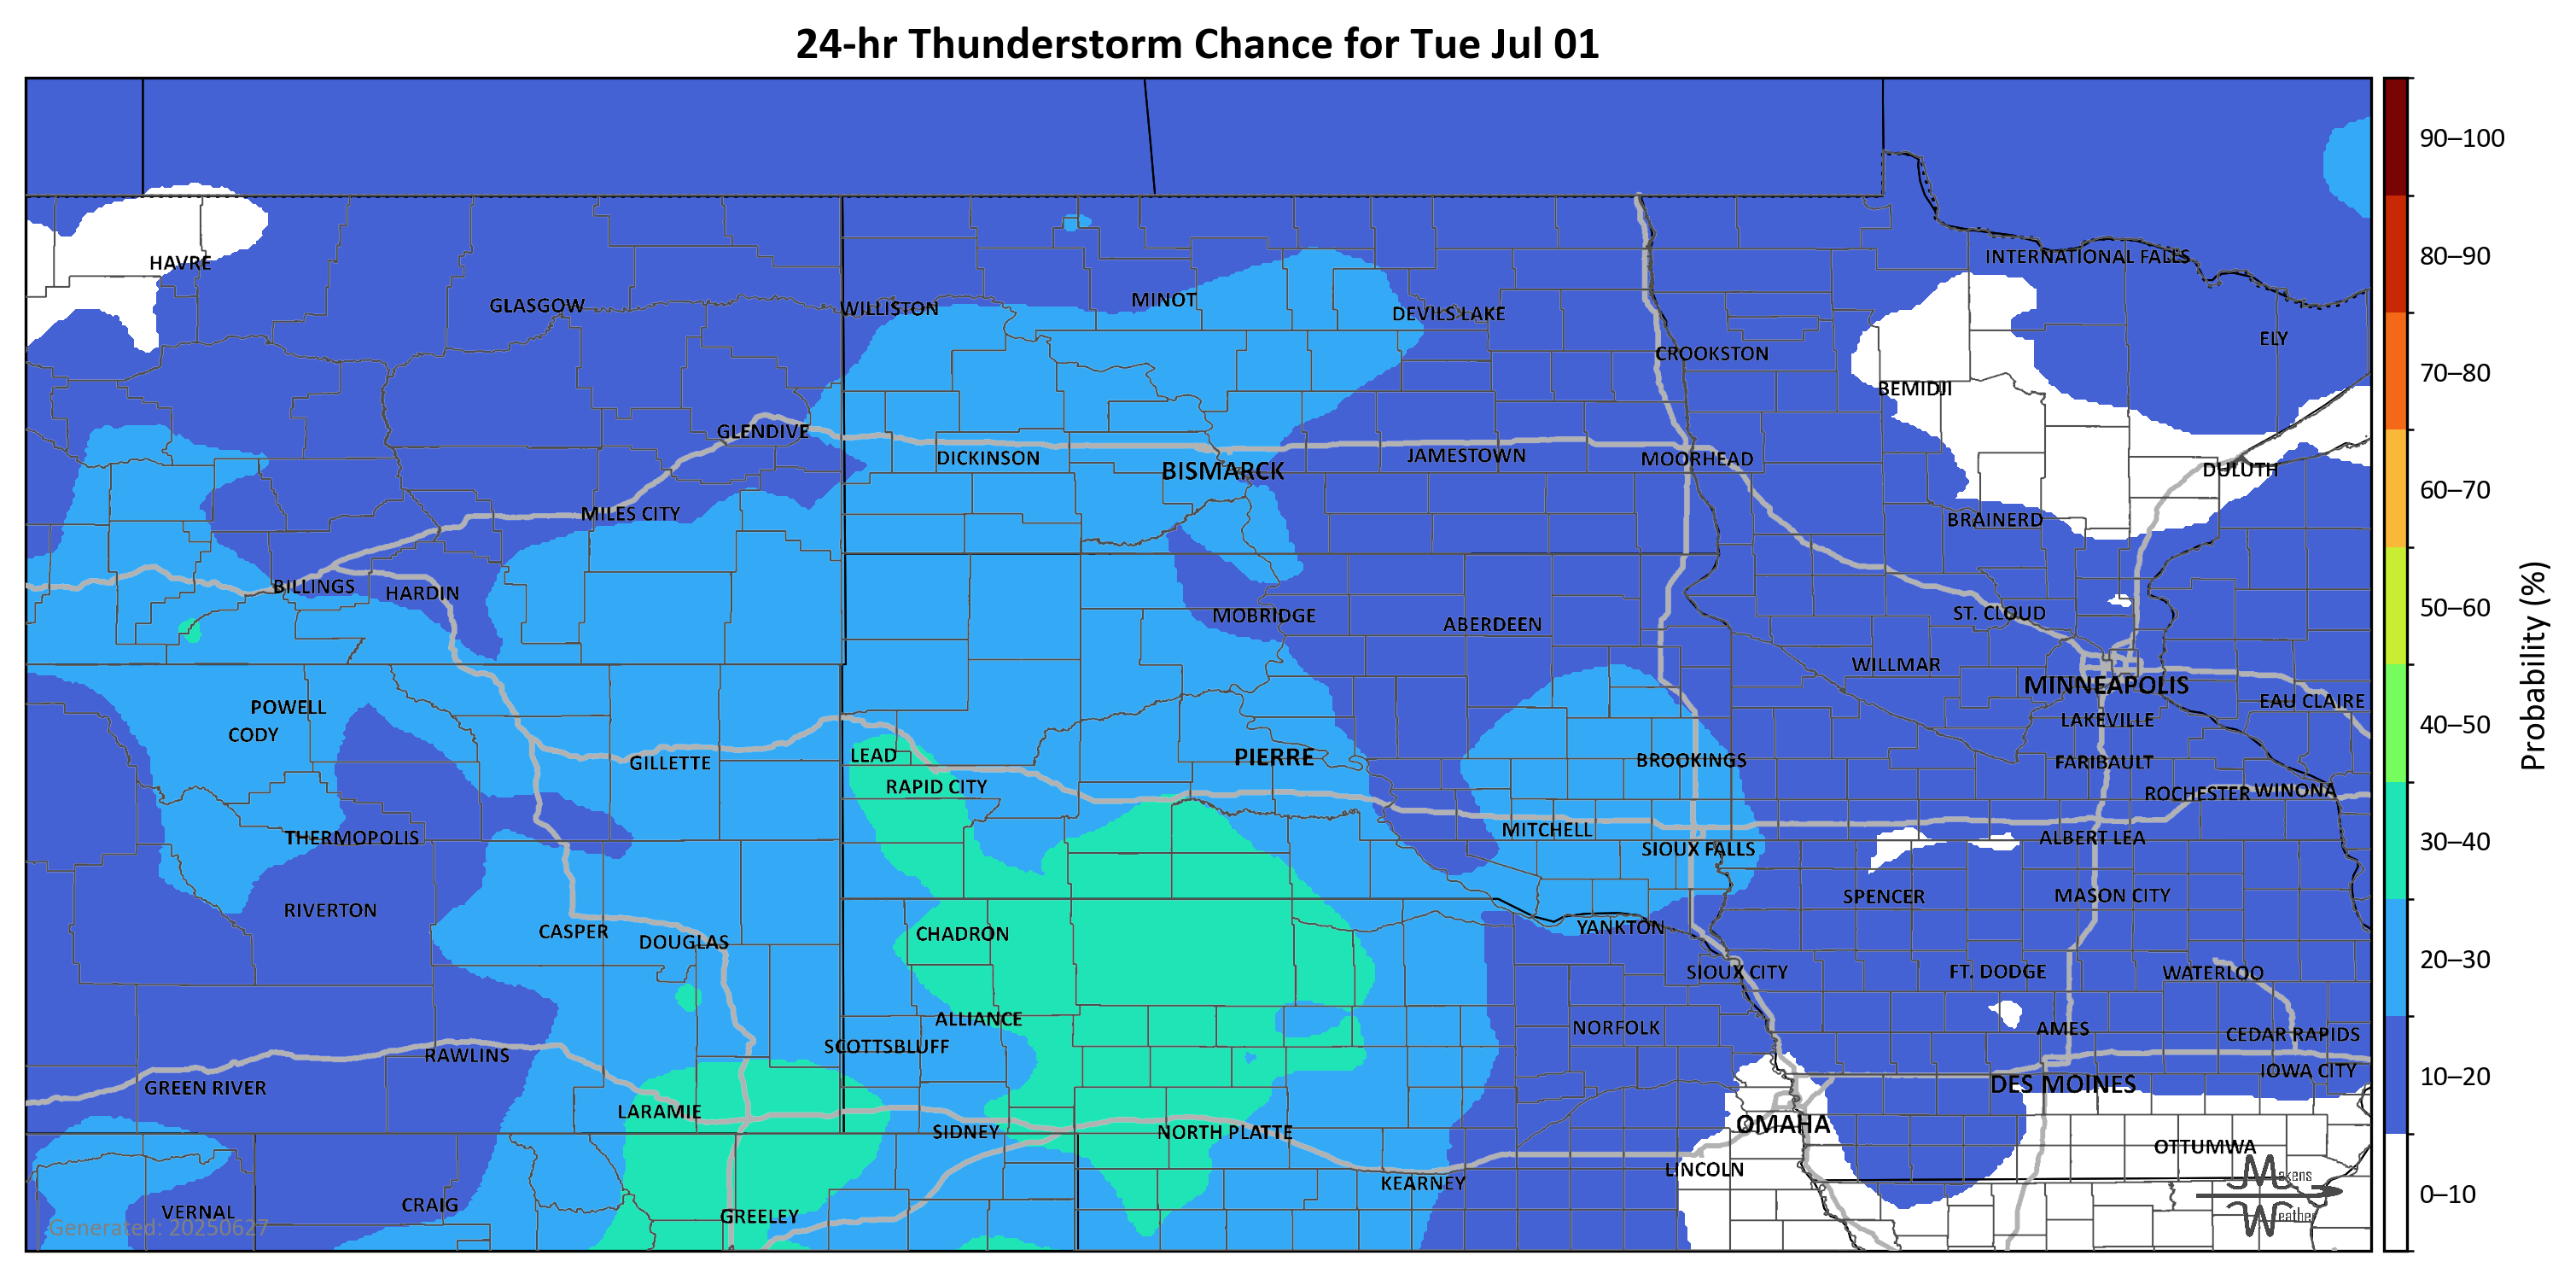 24-hr Thunderstorm Chance for Tue Jul 01
90–100
80–90
70–80
60–70
50–60
40–50
30–40
20–30
10–20
0–10
Probability (%)
HAVRE
INTERNATIONAL FALLS
GLASGOW
WILLISTON
MINOT
DEVILS LAKE
ELY
CROOKSTON
BEMIDJI
GLENDIVE
DICKINSON
BISMARCK
JAMESTOWN
MOORHEAD
DULUTH
MILES CITY
BRAINERD
BILLINGS
HARDIN
MOBRIDGE
ABERDEEN
ST. CLOUD
WILLMAR
MINNEAPOLIS
EAU CLAIRE
POWELL
LAKEVILLE
CODY
LEAD
PIERRE
BROOKINGS
GILLETTE
FARIBAULT
RAPID CITY
ROCHESTER
WINONA
THERMOPOLIS
MITCHELL
ALBERT LEA
SIOUX FALLS
SPENCER
MASON CITY
RIVERTON
CASPER
DOUGLAS
CHADRON
YANKTON
SIOUX CITY
FT. DODGE
WATERLOO
ALLIANCE
NORFOLK
AMES
CEDAR RAPIDS
SCOTTSBLUFF
RAWLINS
GREEN RIVER
DES MOINES
IOWA CITY
LARAMIE
SIDNEY
NORTH PLATTE
OMAHA
OTTUMWA
LINCOLN
KEARNEY
VERNAL
CRAIG
GREELEY
Generated: 20250627
Makens
Weather